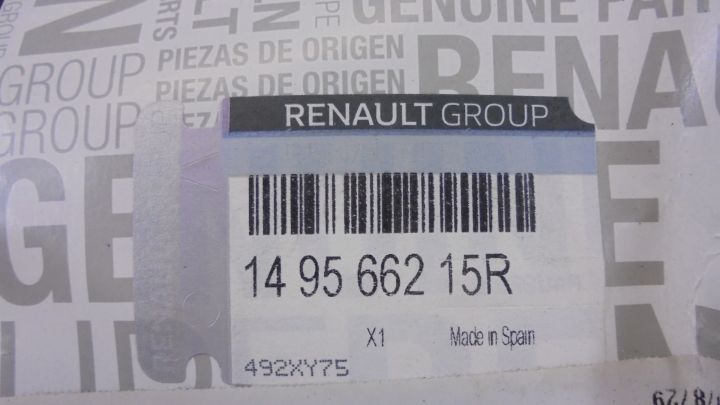 GENUINE PAR
PIEZAS DE ORIGEN
GROUP
PIEZAS DE ORIGEN
RENA
GROUP
RENAULT GROUP
14 95 662 15R
X1 Made in Spain
492XY75